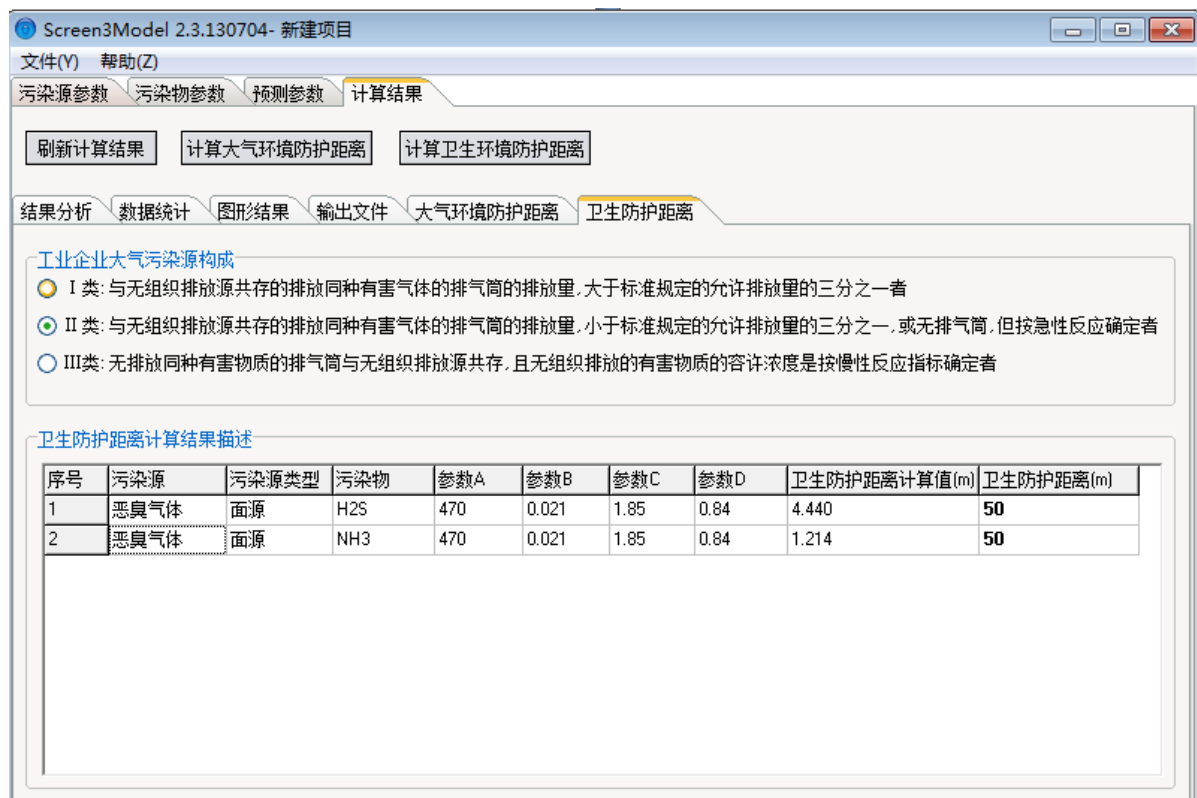 Screen3Model 2.3.130704- 新建项目
文件(Y) 帮助(Z)
污染源参数 污染物参数 预测参数 计算结果
刷新计算结果 计算大气环境防护距离 计算卫生环境防护距离
结果分析 数据统计 图形结果 输出文件 大气环境防护距离 卫生防护距离
工业企业大气污染源构成
I 类: 与无组织排放源共存的排放同种有害气体的排气筒的排放量,大于标准规定的允许排放量的三分之一者
II 类: 与无组织排放源共存的排放同种有害气体的排气筒的排放量,小于标准规定的允许排放量的三分之一,或无排气筒,但按急性反应确定者
III类: 无排放同种有害物质的排气筒与无组织排放源共存,且无组织排放的有害物质的容许浓度是按慢性反应指标确定者
卫生防护距离计算结果描述
序号 污染源 污染源类型 污染物 参数A 参数B 参数C 参数D 卫生防护距离计算值(m) 卫生防护距离(m)
1 恶臭气体 面源 H2S 470 0.021 1.85 0.84 4.440 50
2 恶臭气体 面源 NH3 470 0.021 1.85 0.84 1.214 50